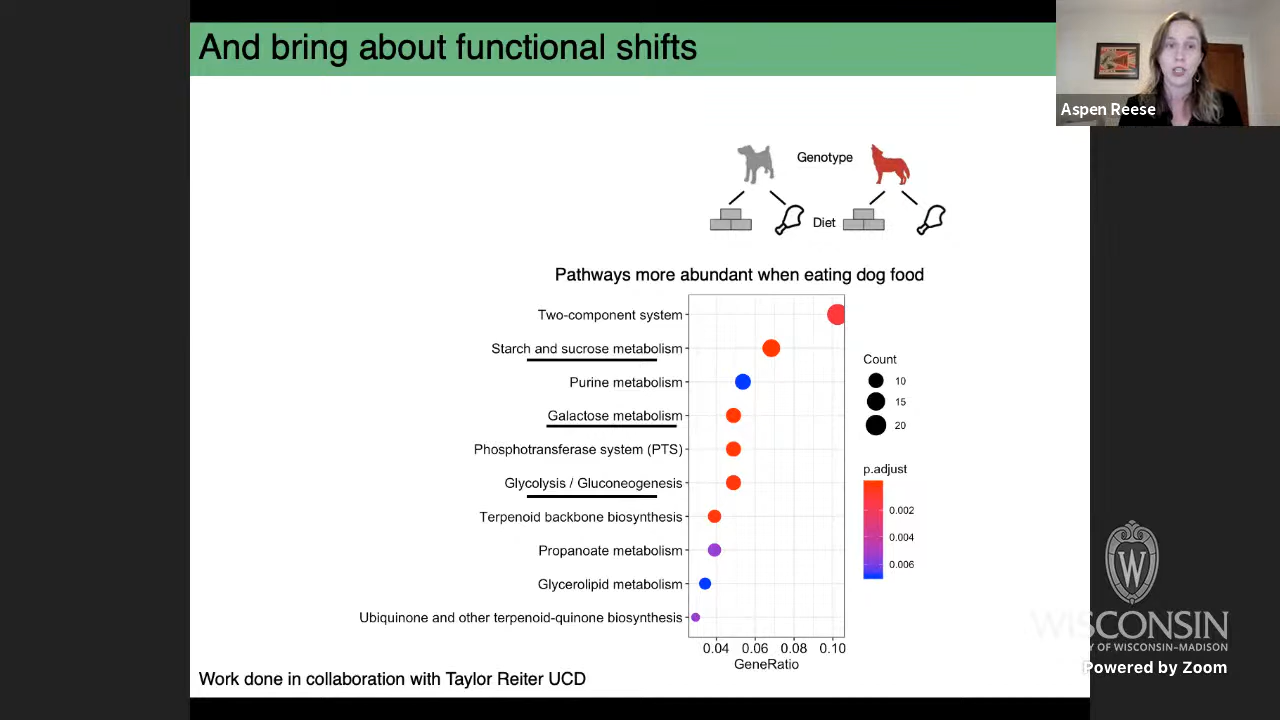 And bring about functional shifts
Aspen Reese
Genotype
Diet
Pathways more abundant when eating dog food
Two-component system
Starch and sucrose metabolism
Purine metabolism
Galactose metabolism
Phosphotransferase system (PTS)
Glycolysis / Gluconeogenesis
Terpenoid backbone biosynthesis
Propanoate metabolism
Glycerolipid metabolism
Ubiquinone and other terpenoid-quinone biosynthesis
0.04 0.06 0.08 0.10
GeneRatio
Count
10
15
20
p.adjust
0.002
0.004
0.006
Work done in collaboration with Taylor Reiter UCD
W
WISCONSIN
Y OF WISCONSIN–MADISON
Powered by Zoom